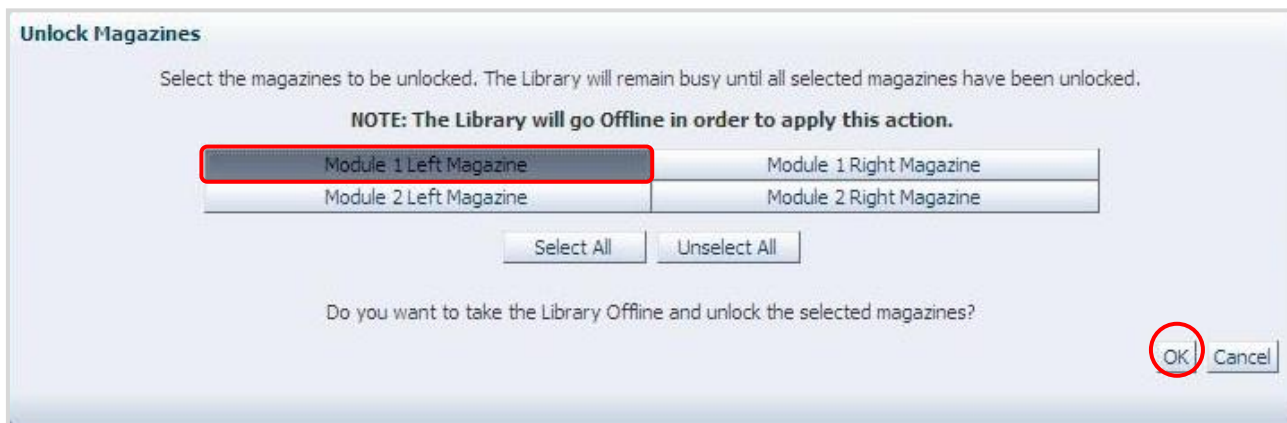 Unlock Magazines
Select the magazines to be unlocked. The Library will remain busy until all selected magazines have been unlocked.
NOTE: The Library will go Offline in order to apply this action.
Module 1 Left Magazine Module 1 Right Magazine
Module 2 Left Magazine Module 2 Right Magazine
Select All Unselect All
Do you want to take the Library Offline and unlock the selected magazines?
OK Cancel